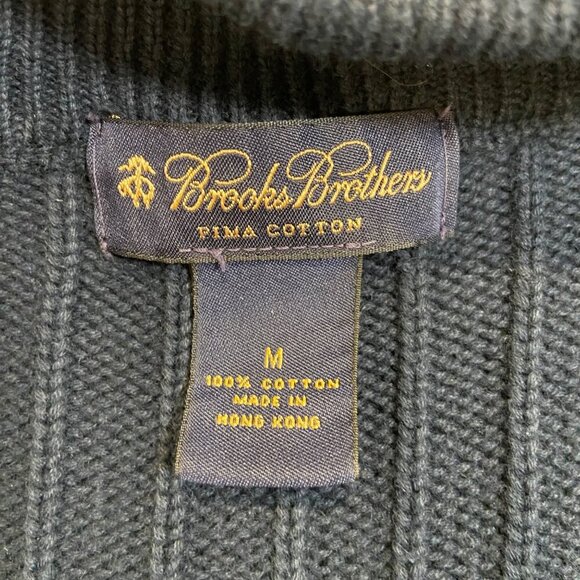 Brooks Brothers
PIMA COTTON
M
100% COTTON
MADE IN
HONG KONG